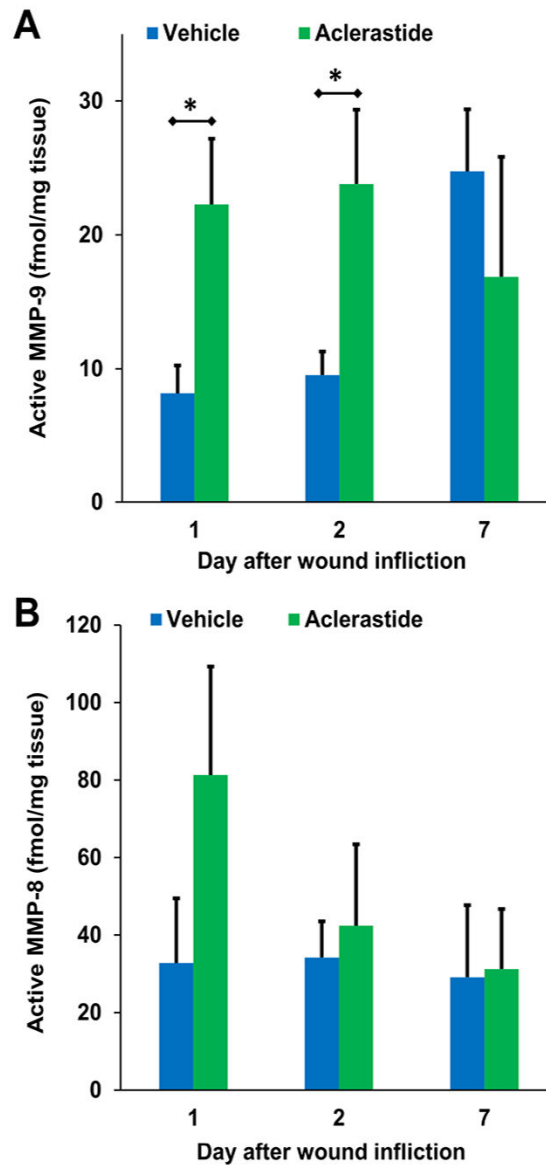 A
Vehicle Aclerastide
Active MMP-9 (fmol/mg tissue)
30
20
10
0
* *
1 2 7
Day after wound infliction
B
Vehicle Aclerastide
Active MMP-8 (fmol/mg tissue)
120
100
80
60
40
20
0
1 2 7
Day after wound infliction